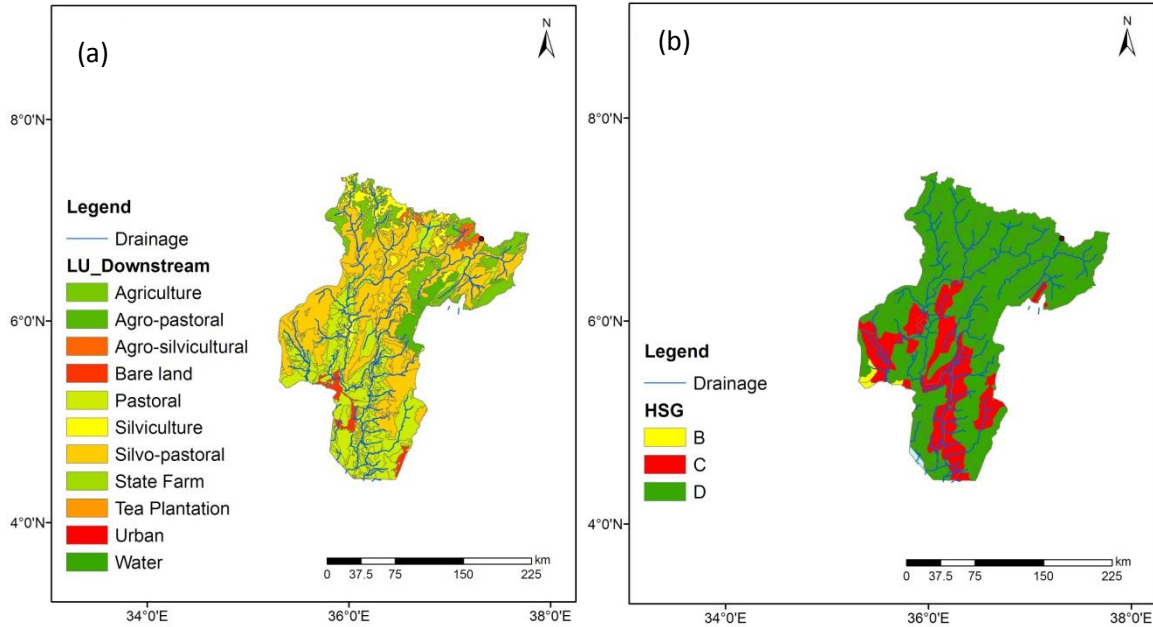 (a)
N
8°0'N
6°0'N
4°0'N
Legend
Drainage
LU_Downstream
Agriculture
Agro-pastoral
Agro-silvicultural
Bare land
Pastoral
Silviculture
Silvo-pastoral
State Farm
Tea Plantation
Urban
Water
km
0 37.5 75 150 225
34°0'E 36°0'E 38°0'E
(b)
N
8°0'N
6°0'N
4°0'N
Legend
Drainage
HSG
B
C
D
km
0 37.5 75 150 225
34°0'E 36°0'E 38°0'E